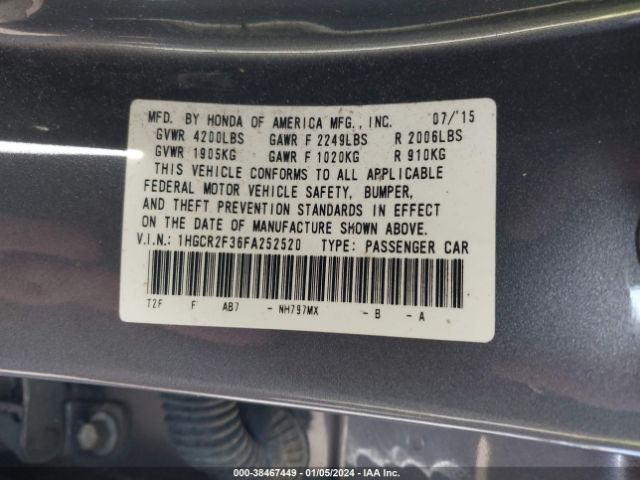 MFD. BY HONDA OF AMERICA MFG., INC. 07/'15
GVWR 4200LBS GAWR F 2249LBS R 2006LBS
GVWR 1905KG GAWR F 1020KG R 910KG
THIS VEHICLE CONFORMS TO ALL APPLICABLE
FEDERAL MOTOR VEHICLE SAFETY, BUMPER,
AND THEFT PREVENTION STANDARDS IN EFFECT
ON THE DATE OF MANUFACTURE SHOWN ABOVE.
V.I.N.: 1HGCR2F36FA252520 TYPE: PASSENGER CAR
T2F F AB7 - NH797MX - B - A
000-38467449 - 01/05/2024 - IAA Inc.